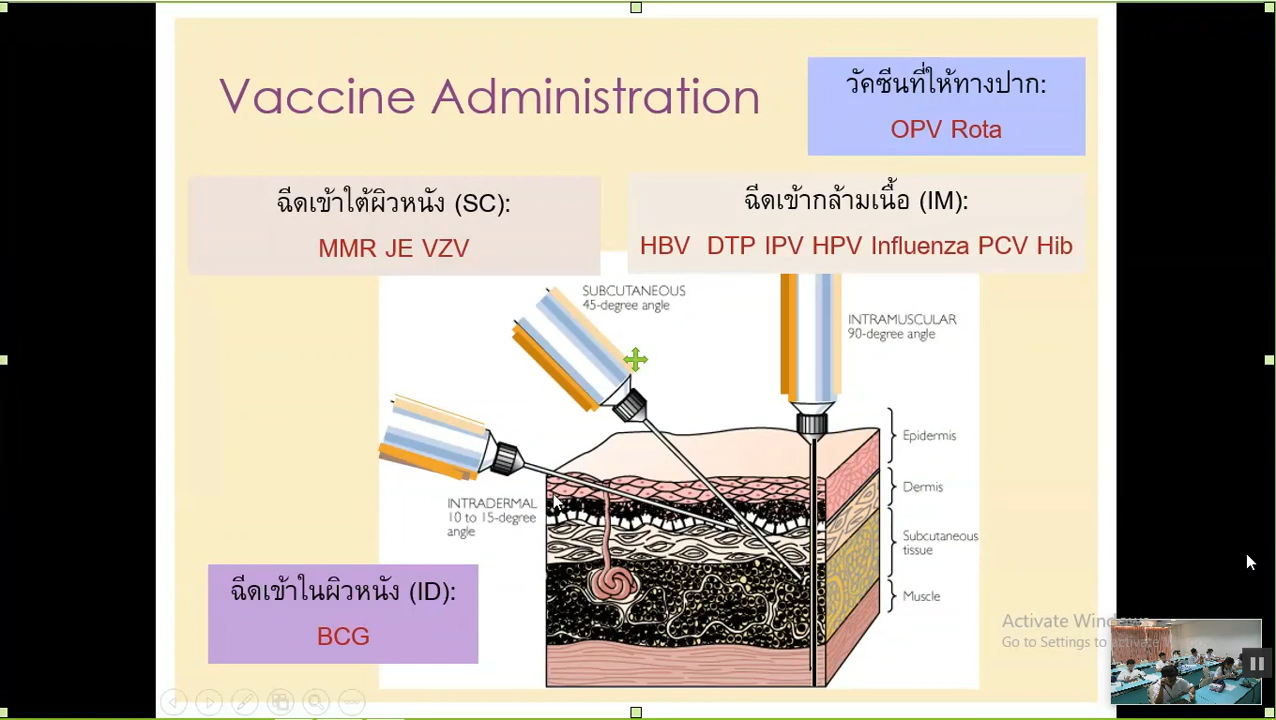 Vaccine Administration
วัคซีนที่ให้ทางปาก:
OPV Rota
ฉีดเข้าใต้ผิวหนัง (SC):
MMR JE VZV
ฉีดเข้ากล้ามเนื้อ (IM):
HBV DTP IPV HPV Influenza PCV Hib
SUBCUTANEOUS
45-degree angle
INTRAMUSCULAR
90-degree angle
Epidermis
Dermis
INTRADERMAL
10 to 15-degree
angle
Subcutaneous
tissue
Muscle
ฉีดเข้าในผิวหนัง (ID):
BCG
Activate Windows
Go to Settings to activate